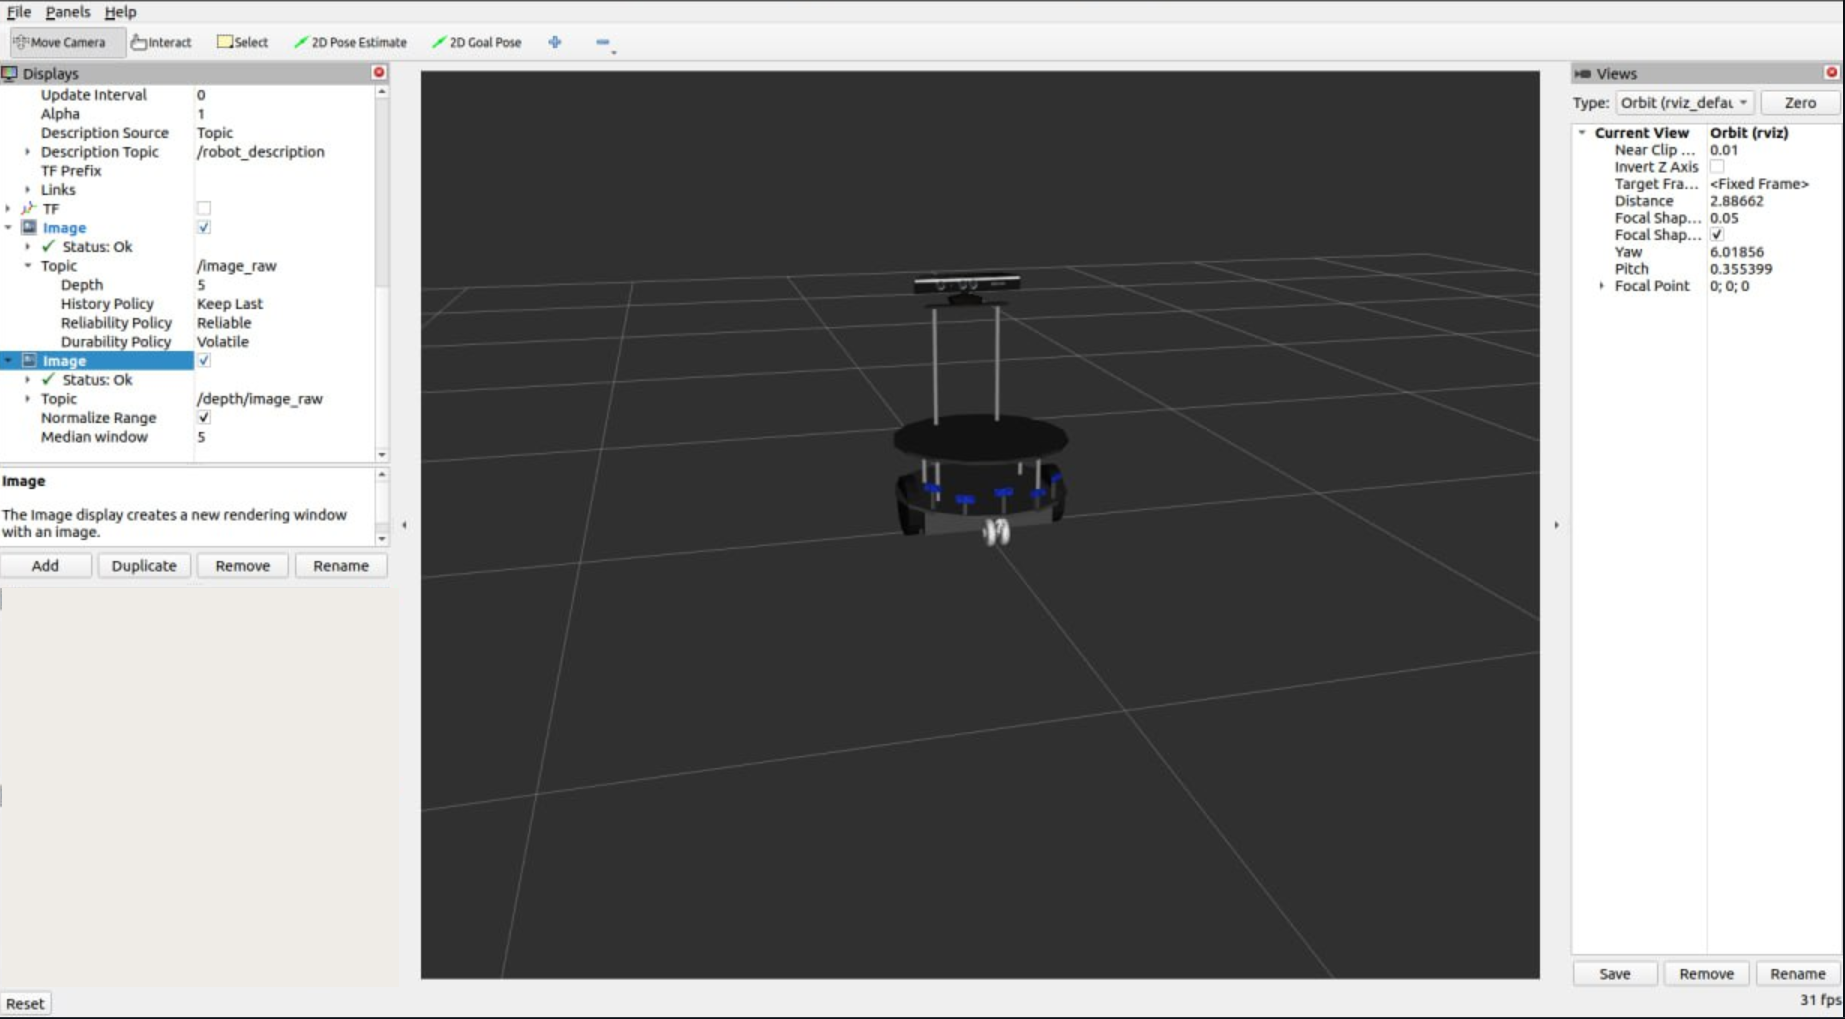 File Panels Help
Move Camera Interact Select 2D Pose Estimate 2D Goal Pose
Displays
Update Interval 0
Alpha 1
Description Source Topic
Description Topic /robot_description
TF Prefix
Links
TF
Image
Status: Ok
Topic /image_raw
Depth 5
History Policy Keep Last
Reliability Policy Reliable
Durability Policy Volatile
Image
Status: Ok
Topic /depth/image_raw
Normalize Range
Median window 5
Image
The Image display creates a new rendering window
with an image.
Add Duplicate Remove Rename
Reset
Views
Type: Orbit (rviz_defau Zero
Current View Orbit (rviz)
Near Clip ... 0.01
Invert Z Axis
Target Fra... <Fixed Frame>
Distance 2.88662
Focal Shap... 0.05
Focal Shap...
Yaw 6.01856
Pitch 0.355399
Focal Point 0; 0; 0
Save Remove Rename
31 fps